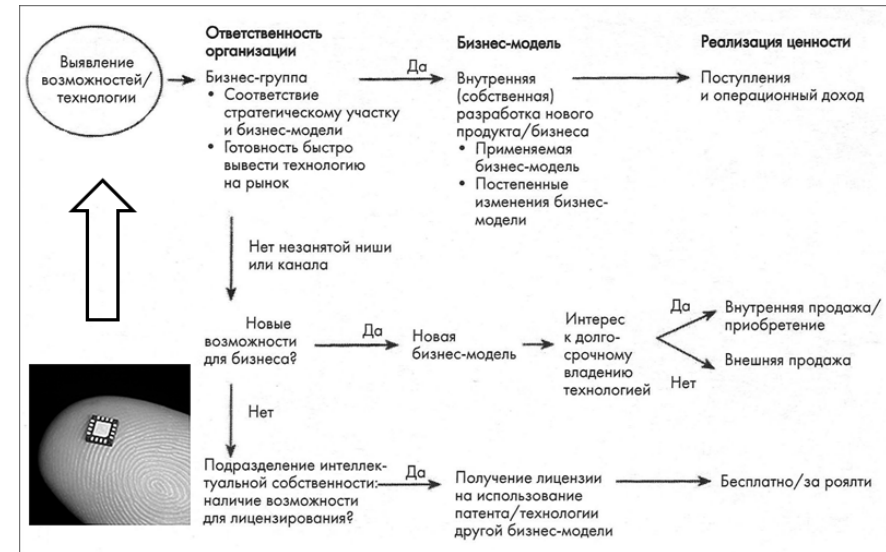 Ответственность
организации
Бизнес-модель
Реализация ценности
Выявление
возможностей/
технологии
Бизнес-группа
• Соответствие
стратегическому участку
и бизнес-модели
• Готовность быстро
вывести технологию
на рынок
Да
Внутренняя
(собственная)
разработка нового
продукта/бизнеса
• Применяемая
бизнес-модель
• Постепенные
изменения бизнес-
модели
Поступления
и операционный доход
Нет незанятой ниши
или канала
Новые
возможности
для бизнеса?
Да
Новая
бизнес-модель
Интерес
к долго-
срочному
владению
технологией
Да
Внутренняя продажа/
приобретение
Нет
Внешняя продажа
Нет
Подразделение интеллек-
туальной собственности:
наличие возможности
для лицензирования?
Да
Получение лицензии
на использование
патента/технологии
другой бизнес-модели
Бесплатно/за роялти